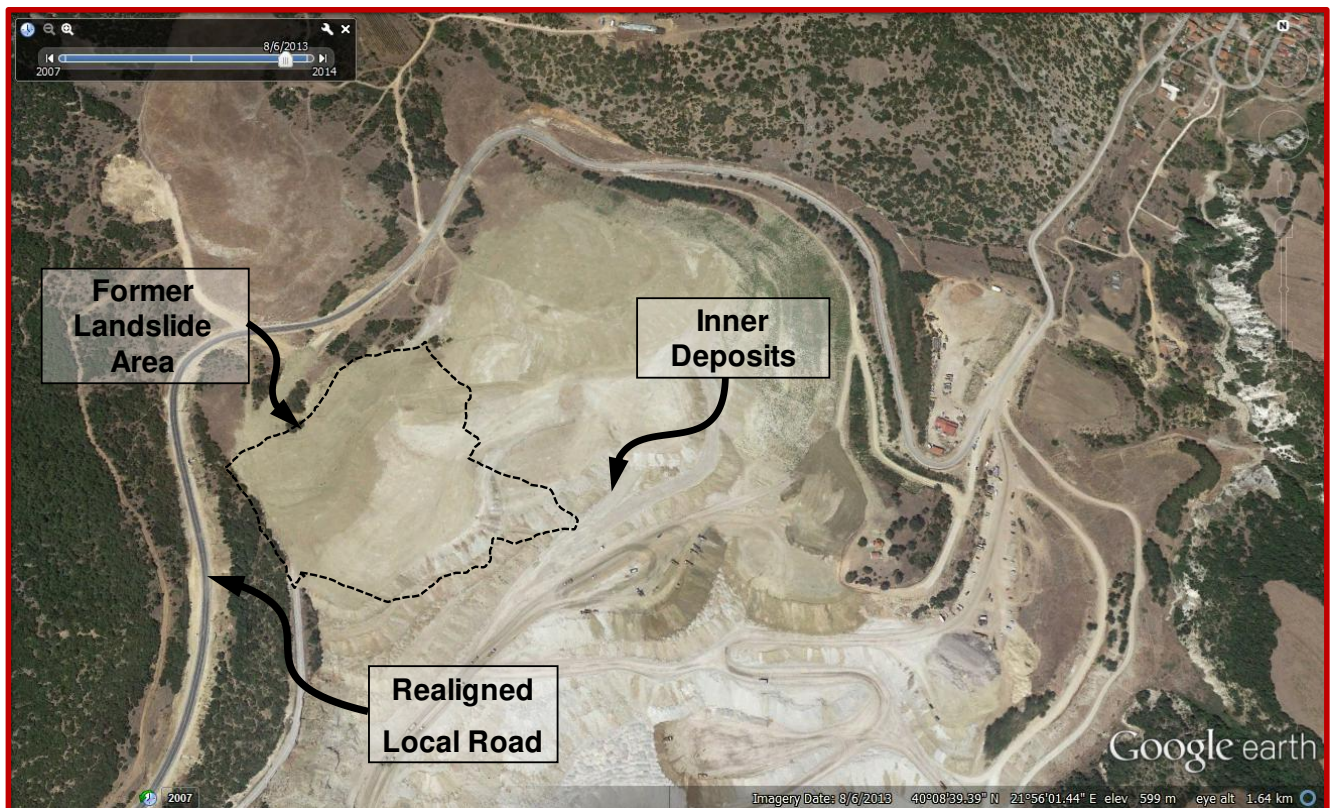 8/6/2013
2007
2014
N
Former
Landslide
Area
Inner
Deposits
Realigned
Local Road
Google earth
2007
Imagery Date: 8/6/2013 40°08'39.39" N 21°56'01.44" E elev 599 m eye alt 1.64 km